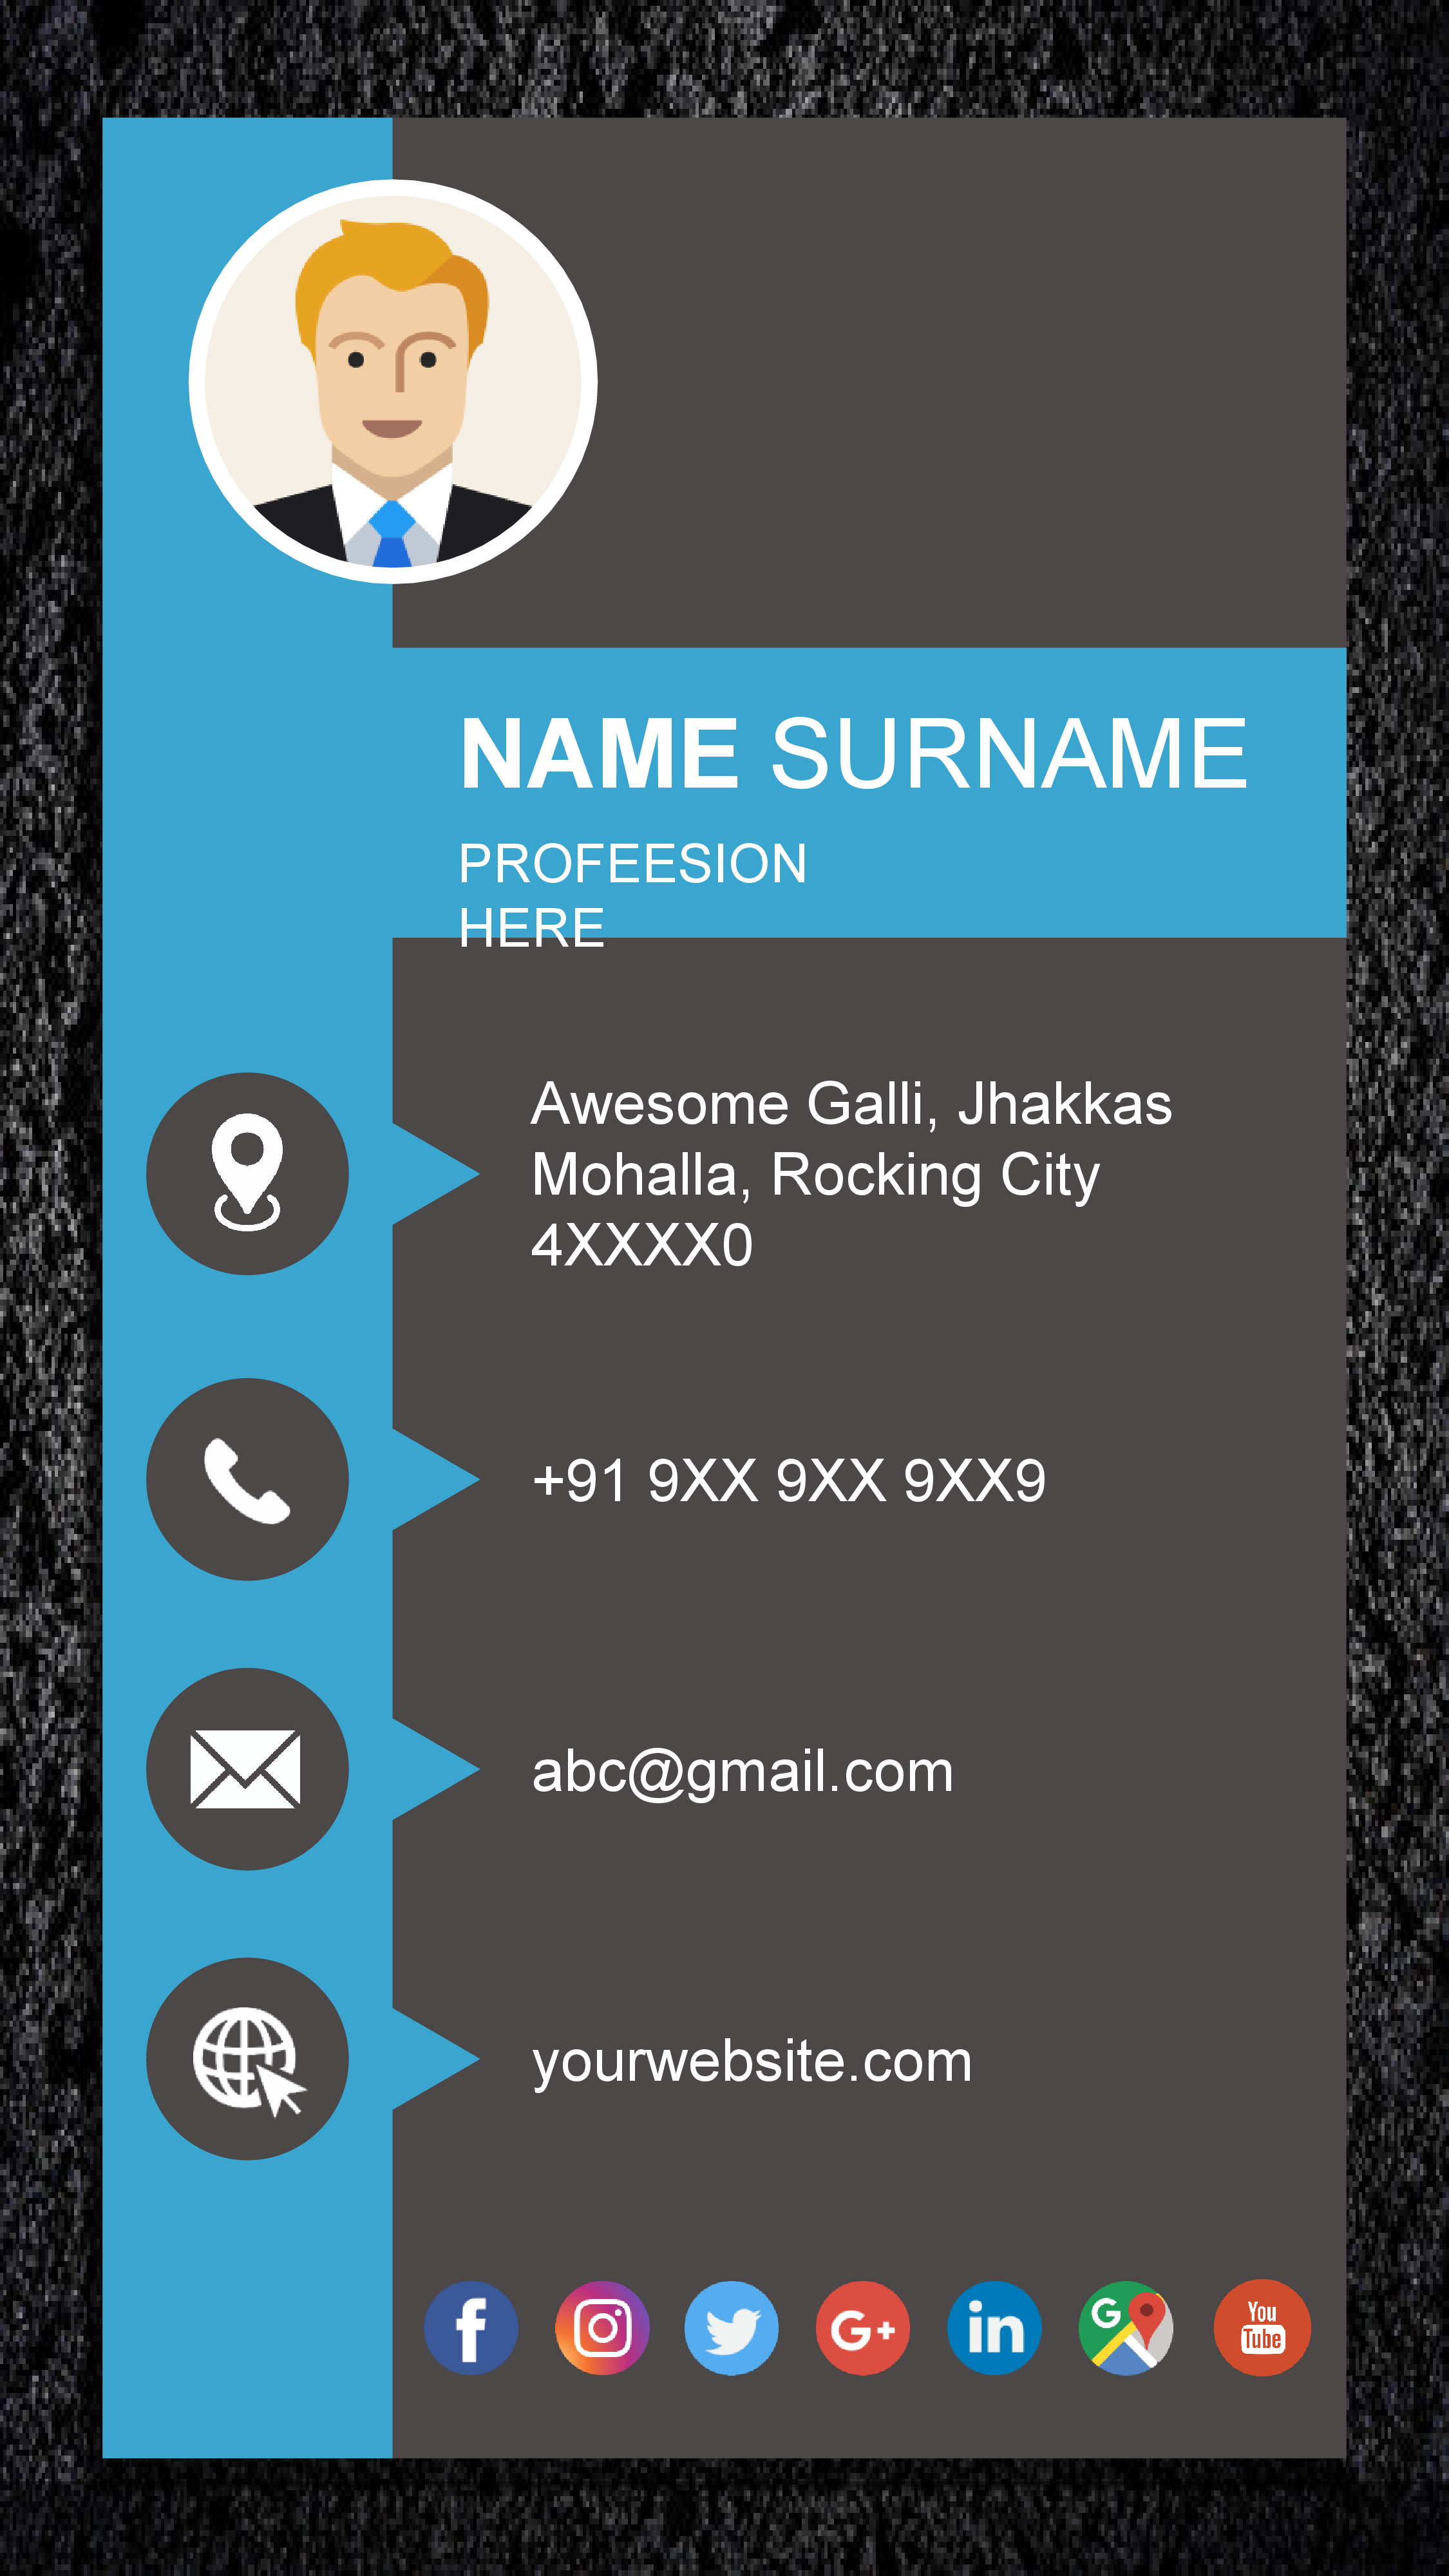 NAME SURNAME
PROFEESION
HERE
Awesome Galli, Jhakkas
Mohalla, Rocking City
4XXXX0
+91 9XX 9XX 9XX9
abc@gmail.com
yourwebsite.com
f G+ in G You
Tube